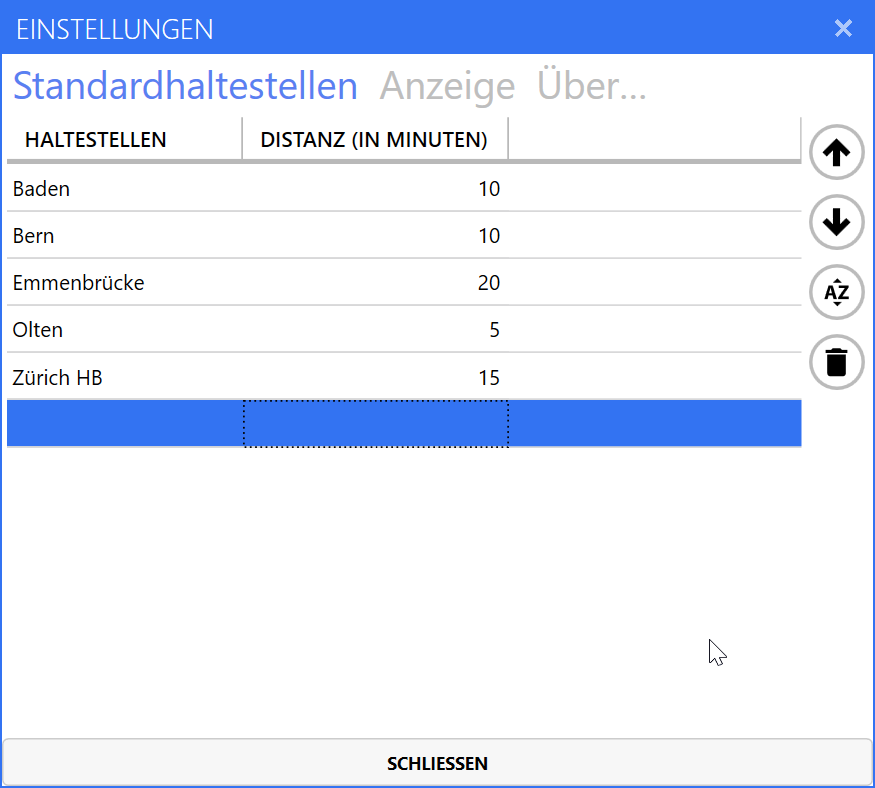 EINSTELLUNGEN
Standardhaltestellen Anzeige Über...
HALTESTELLEN DISTANZ (IN MINUTEN)
Baden 10
Bern 10
Emmenbrücke 20
AZ
Olten 5
Zürich HB 15
SCHLIESSEN